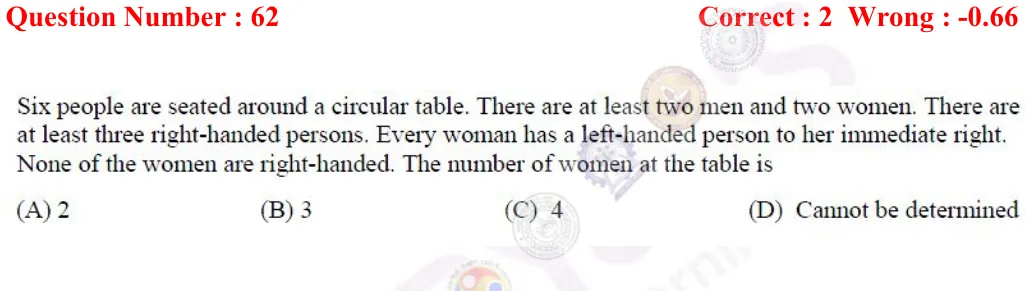 Question Number : 62 Correct : 2 Wrong : -0.66
Six people are seated around a circular table. There are at least two men and two women. There are
at least three right-handed persons. Every woman has a left-handed person to her immediate right.
None of the women are right-handed. The number of women at the table is
(A) 2 (B) 3 (C) 4 (D) Cannot be determined